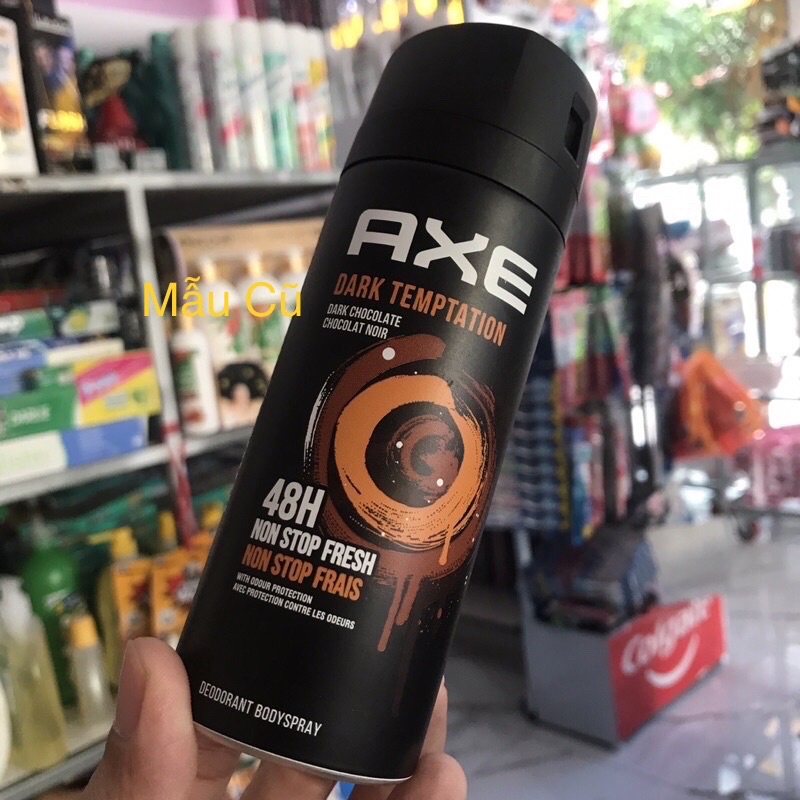 AXE
DARK TEMPTATION
DARK CHOCOLATE
CHOCOLAT NOIR
Mẫu Cũ
48H
NON STOP FRESH
NON STOP FRAIS
WITH ODOUR PROTECTION
AVEC PROTECTION CONTRE LES ODEURS
DEODORANT BODYSPRAY
Colgate